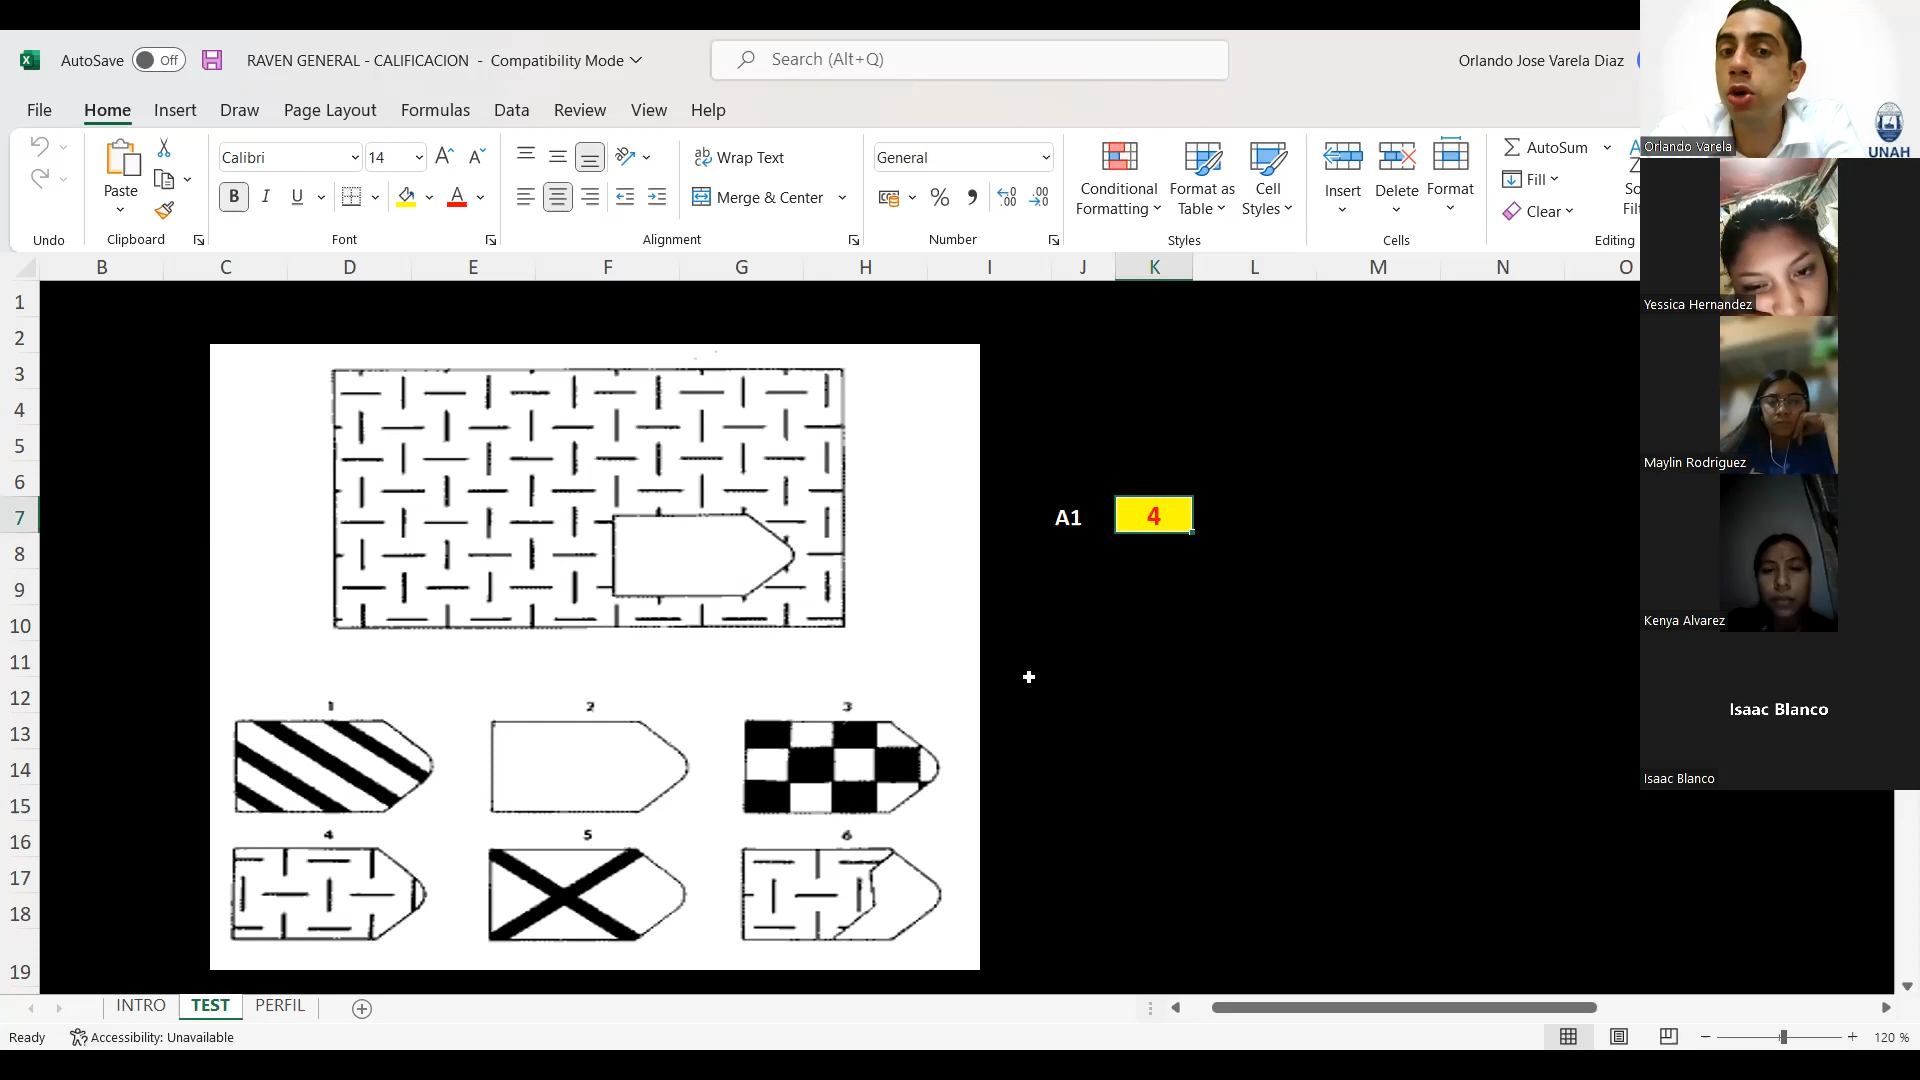 AutoSave Off RAVEN GENERAL - CALIFICACION - Compatibility Mode Search (Alt+Q) Orlando Jose Varela Diaz
File Home Insert Draw Page Layout Formulas Data Review View Help
Calibri 14 Wrap Text General AutoSum
Paste B I U Merge & Center % Conditional Formatting Format as Table Cell Styles Insert Delete Format Fill Clear
Undo Clipboard Font Alignment Number Styles Cells Editing
B C D E F G H I J K L M N O
1
2
3
4
5
6
7
8
9
10
11
12
13
14
15
16
17
18
19
A1 4
1 2 3
4 5 6
INTRO TEST PERFIL
Ready Accessibility: Unavailable 120 %
Orlando Varela
UNAH
Yessica Hernandez
Maylin Rodriguez
Kenya Alvarez
Isaac Blanco
Isaac Blanco